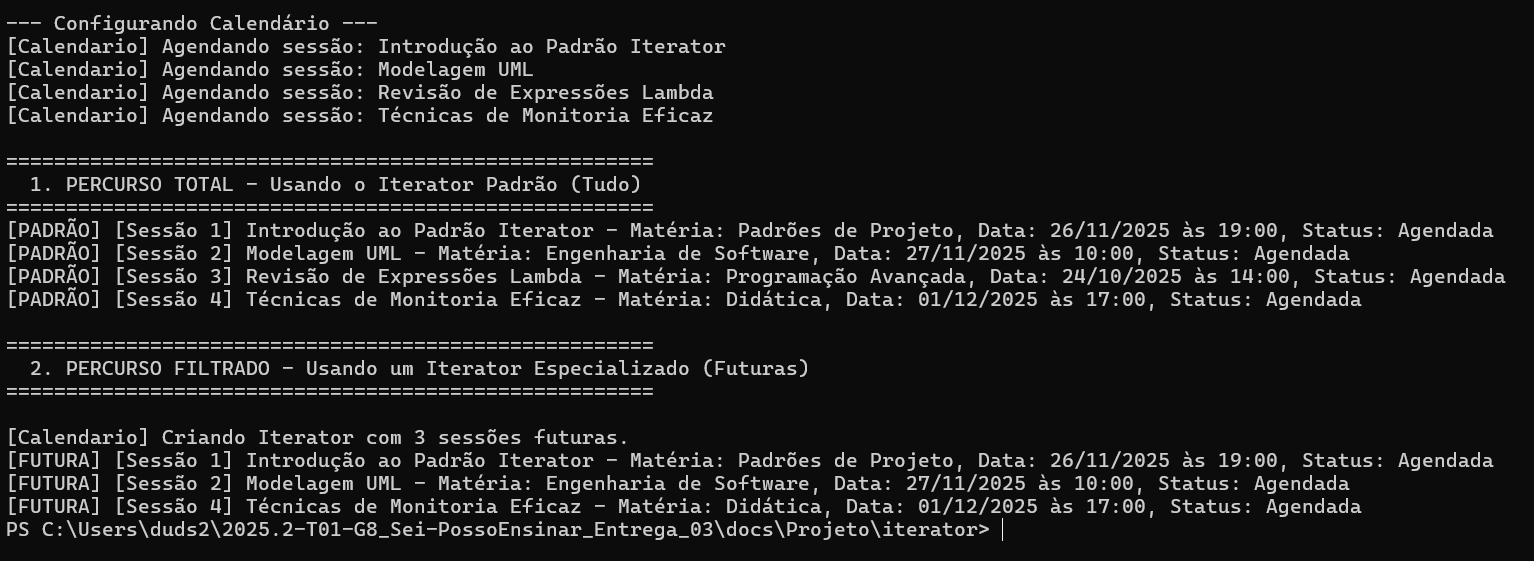 --- Configurando Calendário ---
[Calendario] Agendando sessão: Introdução ao Padrão Iterator
[Calendario] Agendando sessão: Modelagem UML
[Calendario] Agendando sessão: Revisão de Expressões Lambda
[Calendario] Agendando sessão: Técnicas de Monitoria Eficaz

======================================================
  1. PERCURSO TOTAL - Usando o Iterator Padrão (Tudo)
======================================================
[PADRÃO] [Sessão 1] Introdução ao Padrão Iterator - Matéria: Padrões de Projeto, Data: 26/11/2025 às 19:00, Status: Agendada
[PADRÃO] [Sessão 2] Modelagem UML - Matéria: Engenharia de Software, Data: 27/11/2025 às 10:00, Status: Agendada
[PADRÃO] [Sessão 3] Revisão de Expressões Lambda - Matéria: Programação Avançada, Data: 24/10/2025 às 14:00, Status: Agendada
[PADRÃO] [Sessão 4] Técnicas de Monitoria Eficaz - Matéria: Didática, Data: 01/12/2025 às 17:00, Status: Agendada

======================================================
  2. PERCURSO FILTRADO - Usando um Iterator Especializado (Futuras)
======================================================

[Calendario] Criando Iterator com 3 sessões futuras.
[FUTURA] [Sessão 1] Introdução ao Padrão Iterator - Matéria: Padrões de Projeto, Data: 26/11/2025 às 19:00, Status: Agendada
[FUTURA] [Sessão 2] Modelagem UML - Matéria: Engenharia de Software, Data: 27/11/2025 às 10:00, Status: Agendada
[FUTURA] [Sessão 4] Técnicas de Monitoria Eficaz - Matéria: Didática, Data: 01/12/2025 às 17:00, Status: Agendada
PS C:\Users\duds2\2025.2-T01-G8_Sei-PossoEnsinar_Entrega_03\docs\Projeto\iterator>